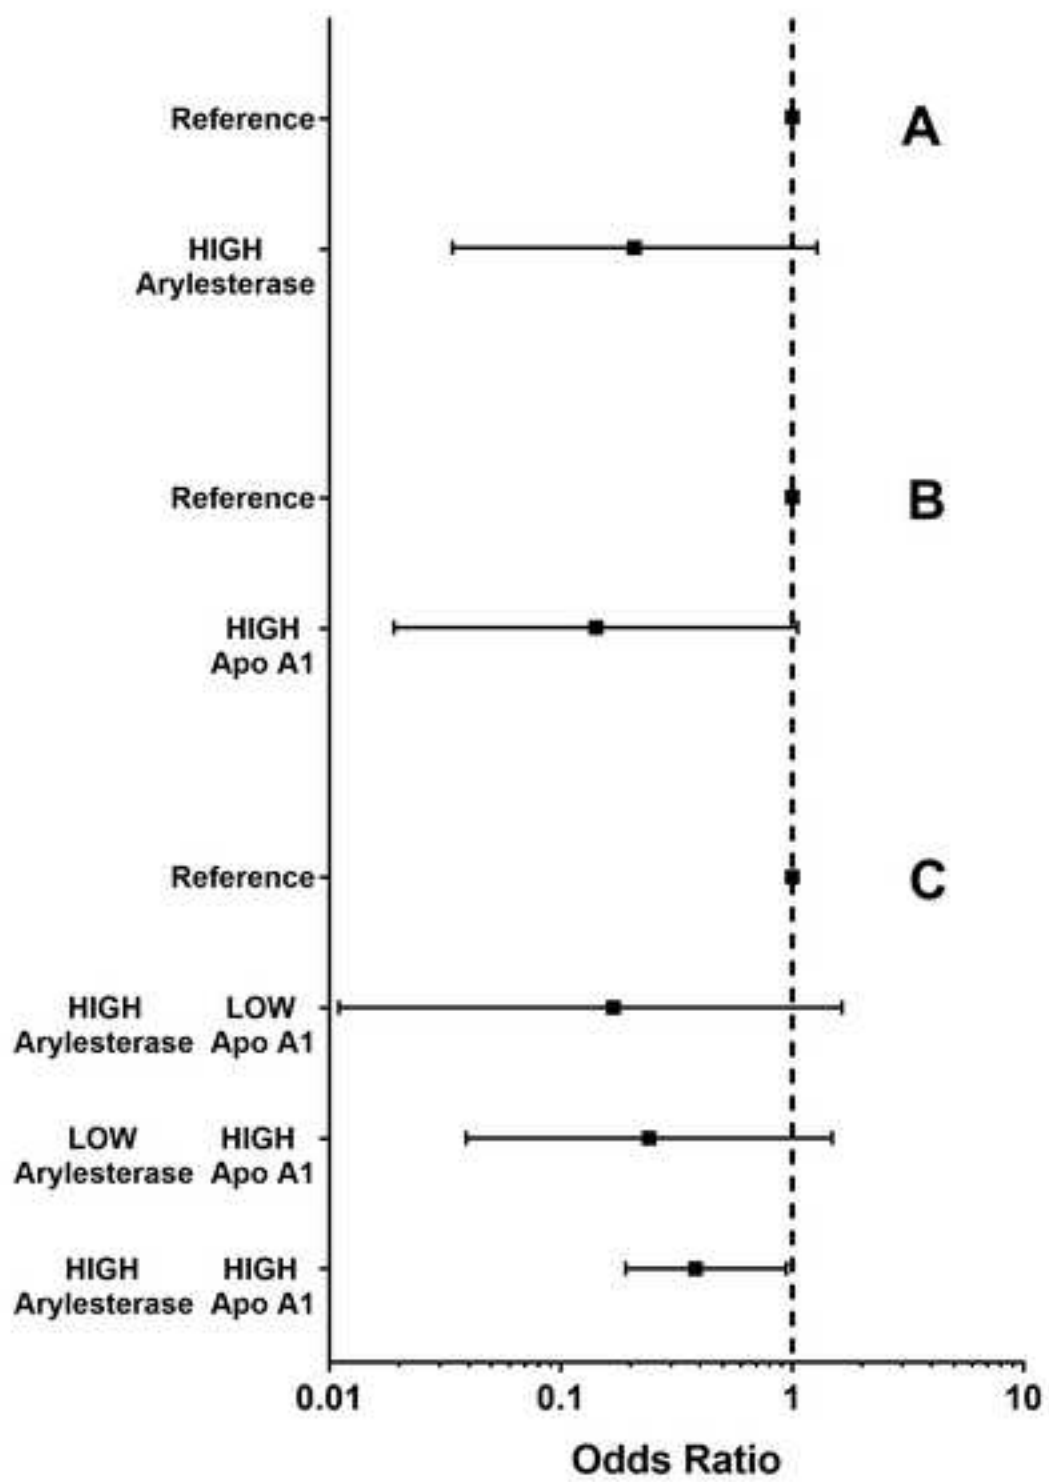 Reference A
HIGH
Arylesterase
Reference B
HIGH
Apo A1
Reference C
HIGH LOW
Arylesterase Apo A1
LOW HIGH
Arylesterase Apo A1
HIGH HIGH
Arylesterase Apo A1
0.01 0.1 1 10
Odds Ratio